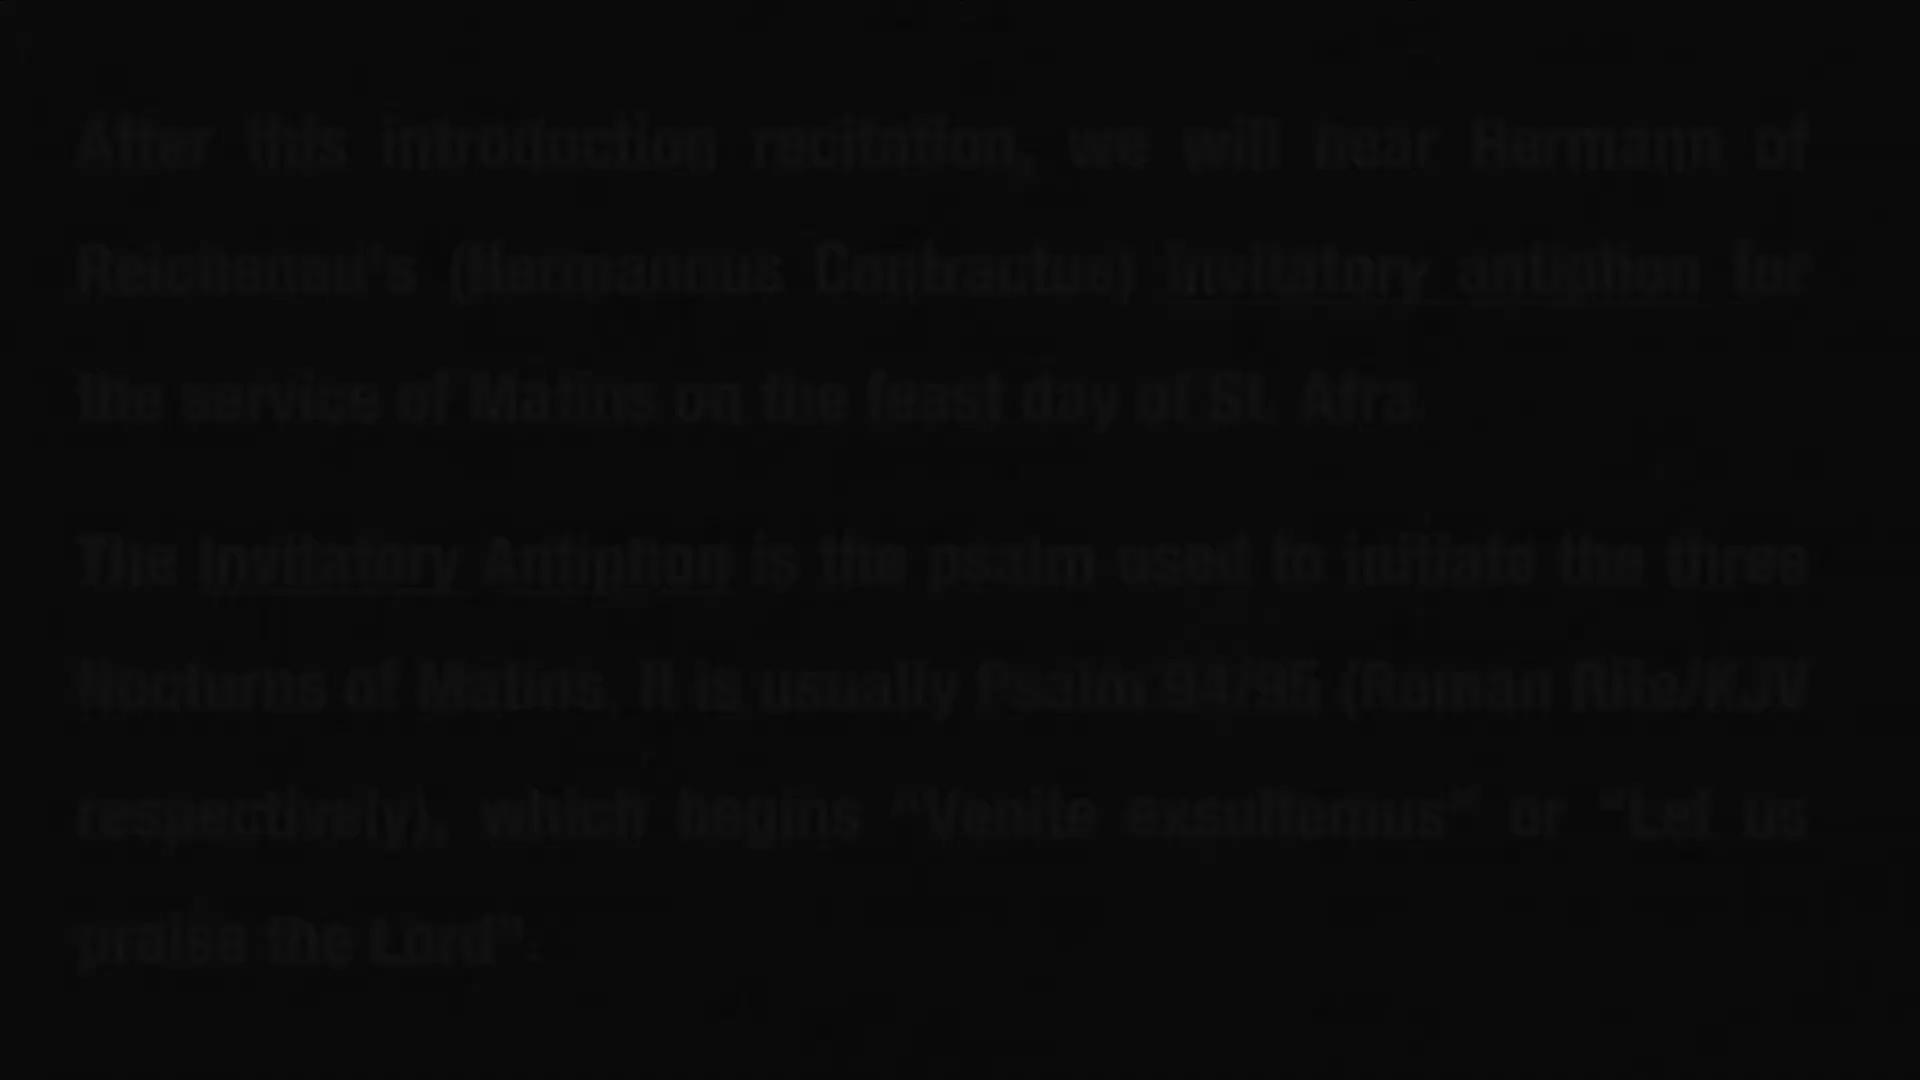 After this introduction recitation, we will hear Hermann of
Reichenau's (Hermannus Contractus) invitatory antiphon for
the service of Matins on the feast day of St. Afra.
The Invitatory Antiphon is the psalm used to initiate the three
Nocturns of Matins. It is usually Psalm 94/95 (Roman Rite/KJV
respectively), which begins "Venite exsultemus" or "Let us
praise the Lord".